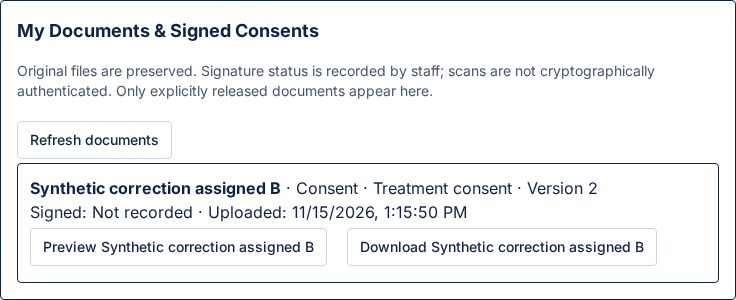 My Documents & Signed Consents
Original files are preserved. Signature status is recorded by staff; scans are not cryptographically
authenticated. Only explicitly released documents appear here.
Refresh documents
Synthetic correction assigned B · Consent · Treatment consent · Version 2
Signed: Not recorded · Uploaded: 11/15/2026, 1:15:50 PM
Preview Synthetic correction assigned B
Download Synthetic correction assigned B